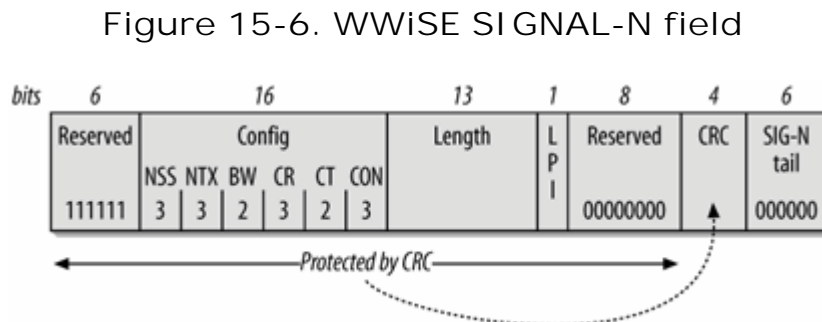 Figure 15-6. WWiSE SIGNAL-N field
bits 6 16 13 1 8 4 6
Reserved Config Length LPI Reserved CRC SIG-N tail
NSS NTX BW CR CT CON
111111 3 3 2 3 2 3 00000000 000000
Protected by CRC